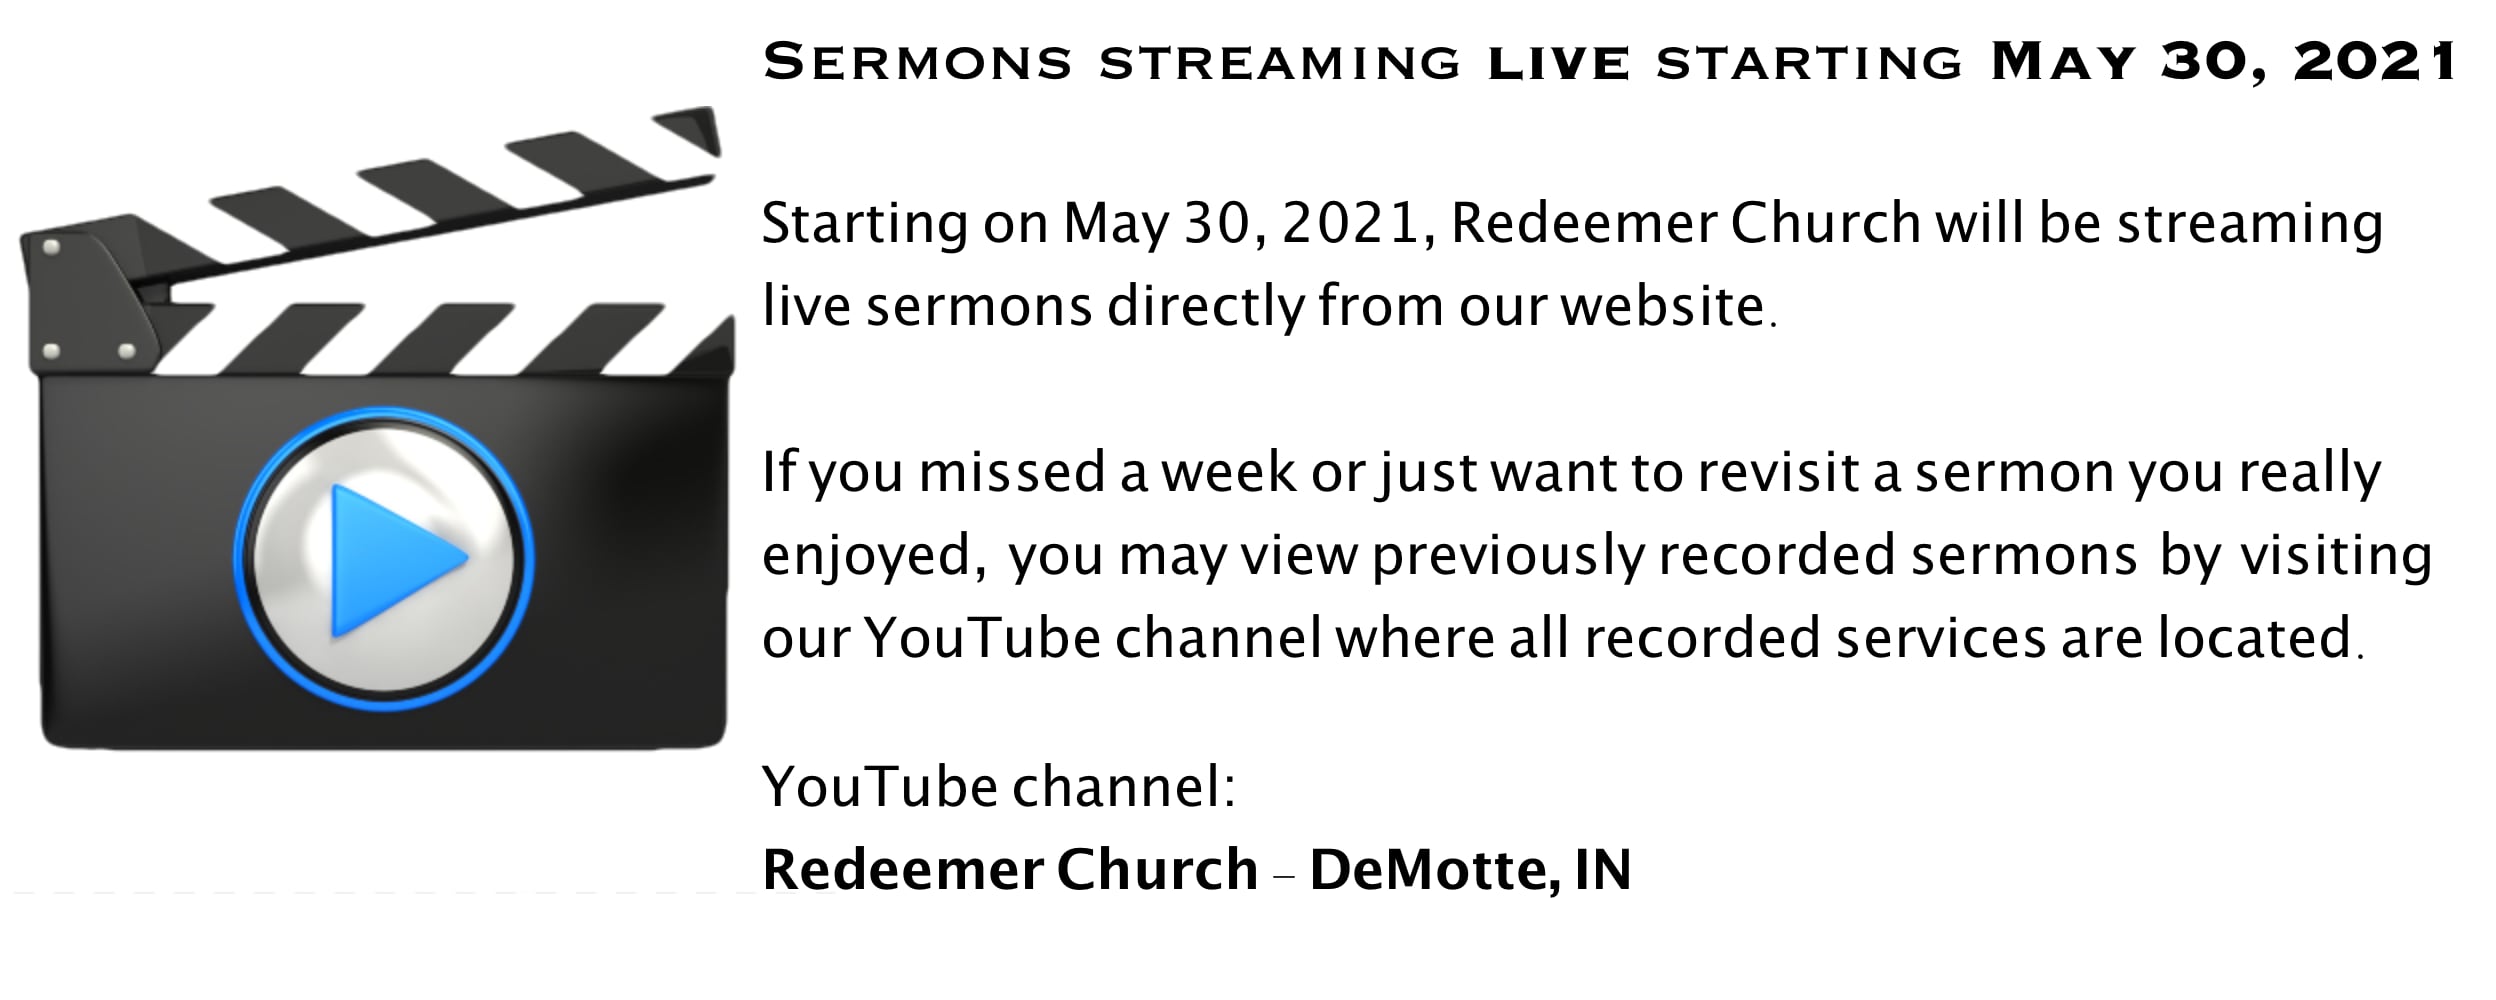 Sermons streaming live starting May 30, 2021
Starting on May 30, 2021, Redeemer Church will be streaming
live sermons directly from our website.
If you missed a week or just want to revisit a sermon you really
enjoyed, you may view previously recorded sermons by visiting
our YouTube channel where all recorded services are located.
YouTube channel:
Redeemer Church – DeMotte, IN